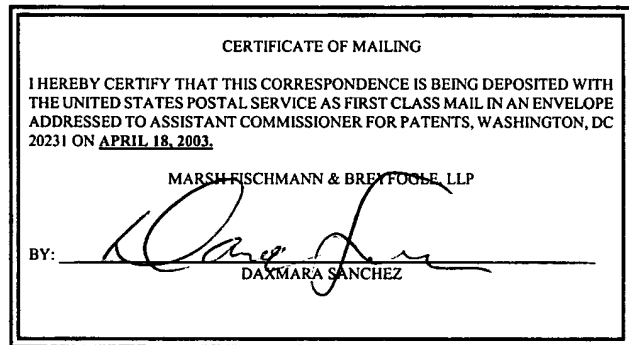 CERTIFICATE OF MAILING
I HEREBY CERTIFY THAT THIS CORRESPONDENCE IS BEING DEPOSITED WITH
THE UNITED STATES POSTAL SERVICE AS FIRST CLASS MAIL IN AN ENVELOPE
ADDRESSED TO ASSISTANT COMMISSIONER FOR PATENTS, WASHINGTON, DC
20231 ON APRIL 18, 2003.
MARSH FISCHMANN & BREYFOGLE, LLP
BY:
DAXMARA SANCHEZ